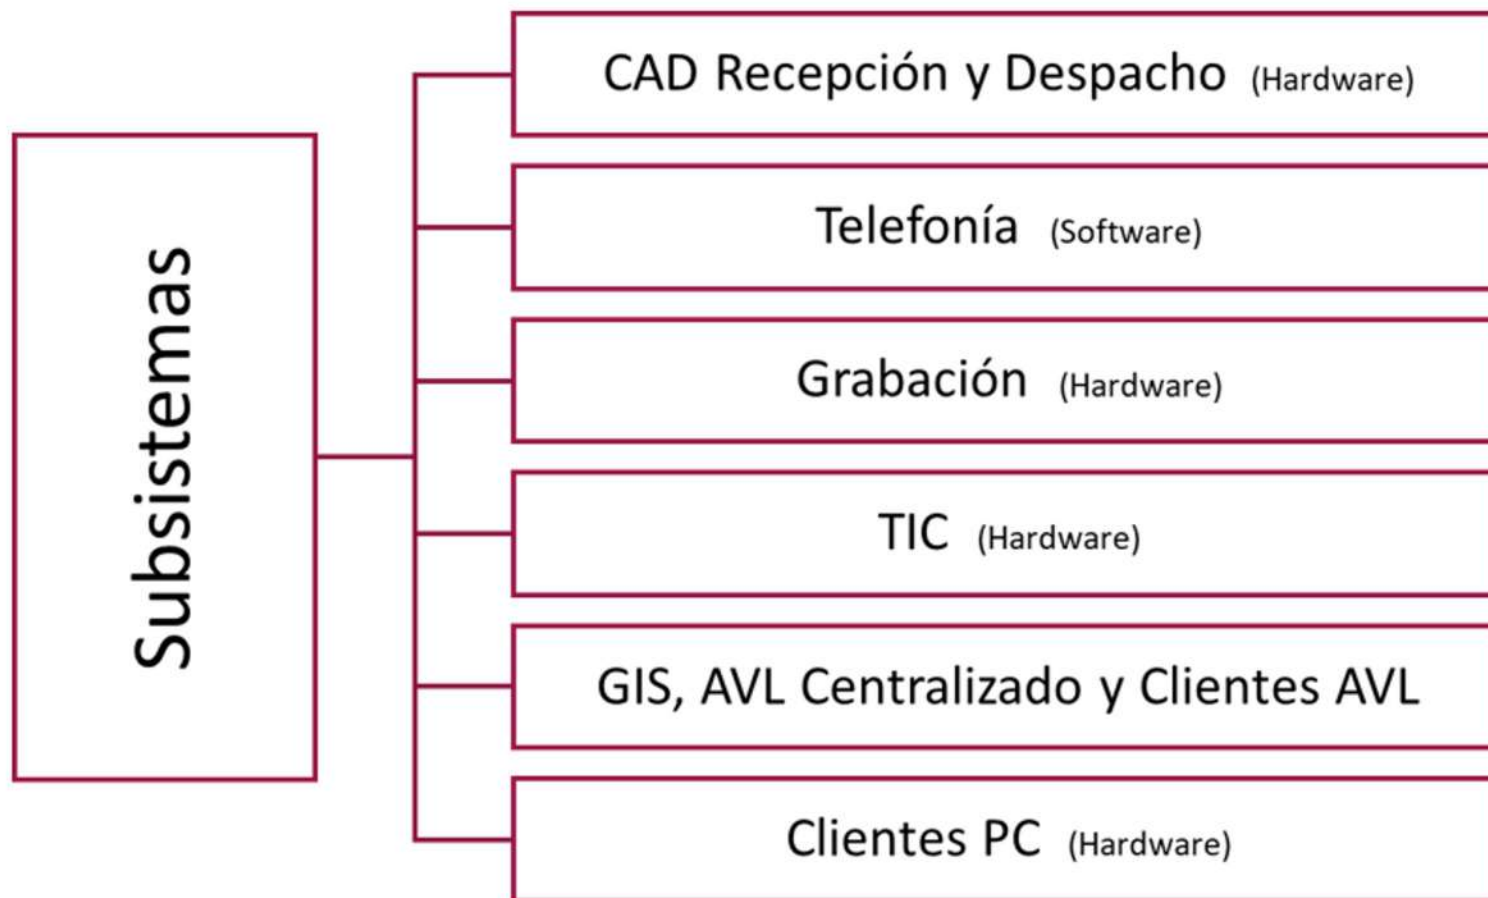 Subsistemas
CAD Recepción y Despacho (Hardware)
Telefonía (Software)
Grabación (Hardware)
TIC (Hardware)
GIS, AVL Centralizado y Clientes AVL
Clientes PC (Hardware)